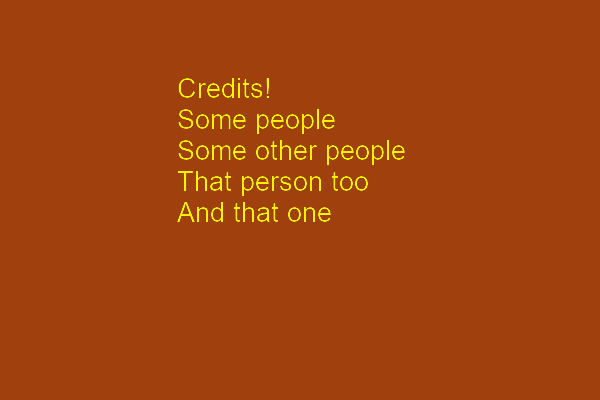 Credits!
Some people
Some other people
That person too
And that one